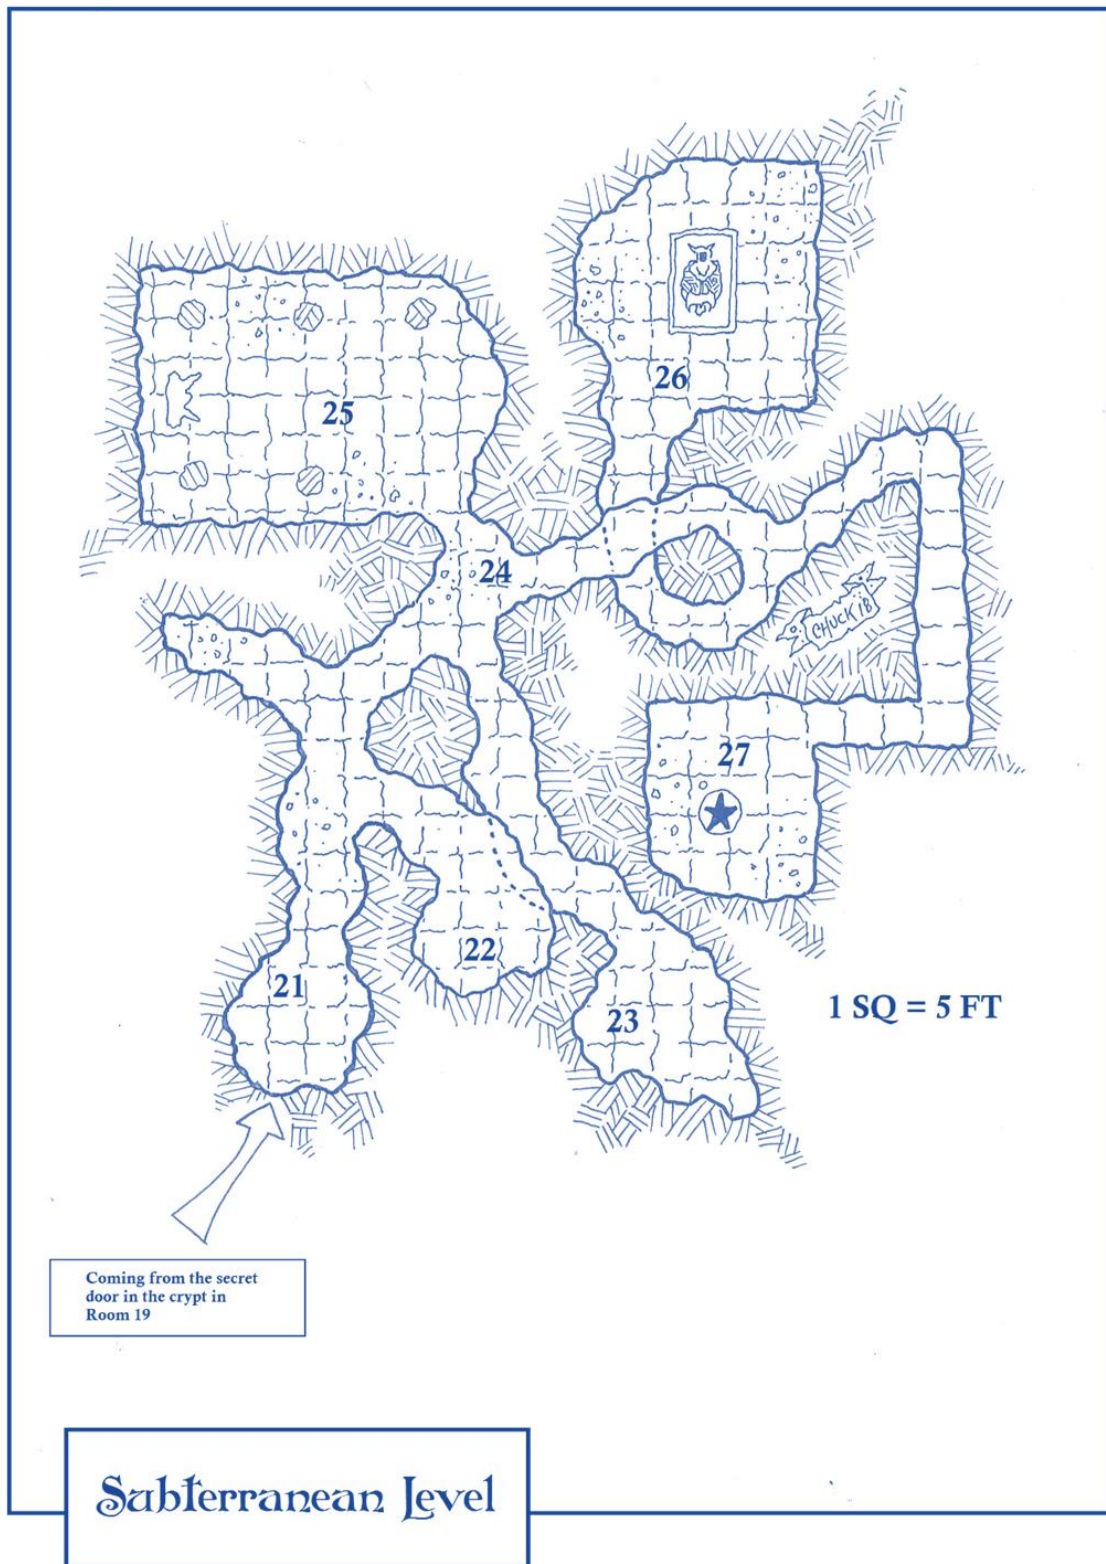 26
25
24
CHUCK 18
27
22
21
23
1 SQ = 5 FT
Coming from the secret
door in the crypt in
Room 19
Subterranean Level